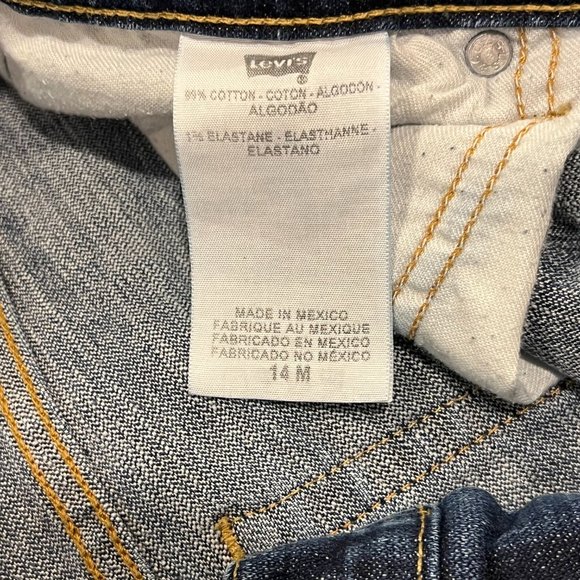 Levi's
®
99% COTTON - COTON - ALGODON -
ALGODÃO
1% ELASTANE - ELASTHANNE -
ELASTANO
MADE IN MEXICO
FABRIQUE AU MEXIQUE
FABRICADO EN MEXICO
FABRICADO NO MÉXICO
14 M